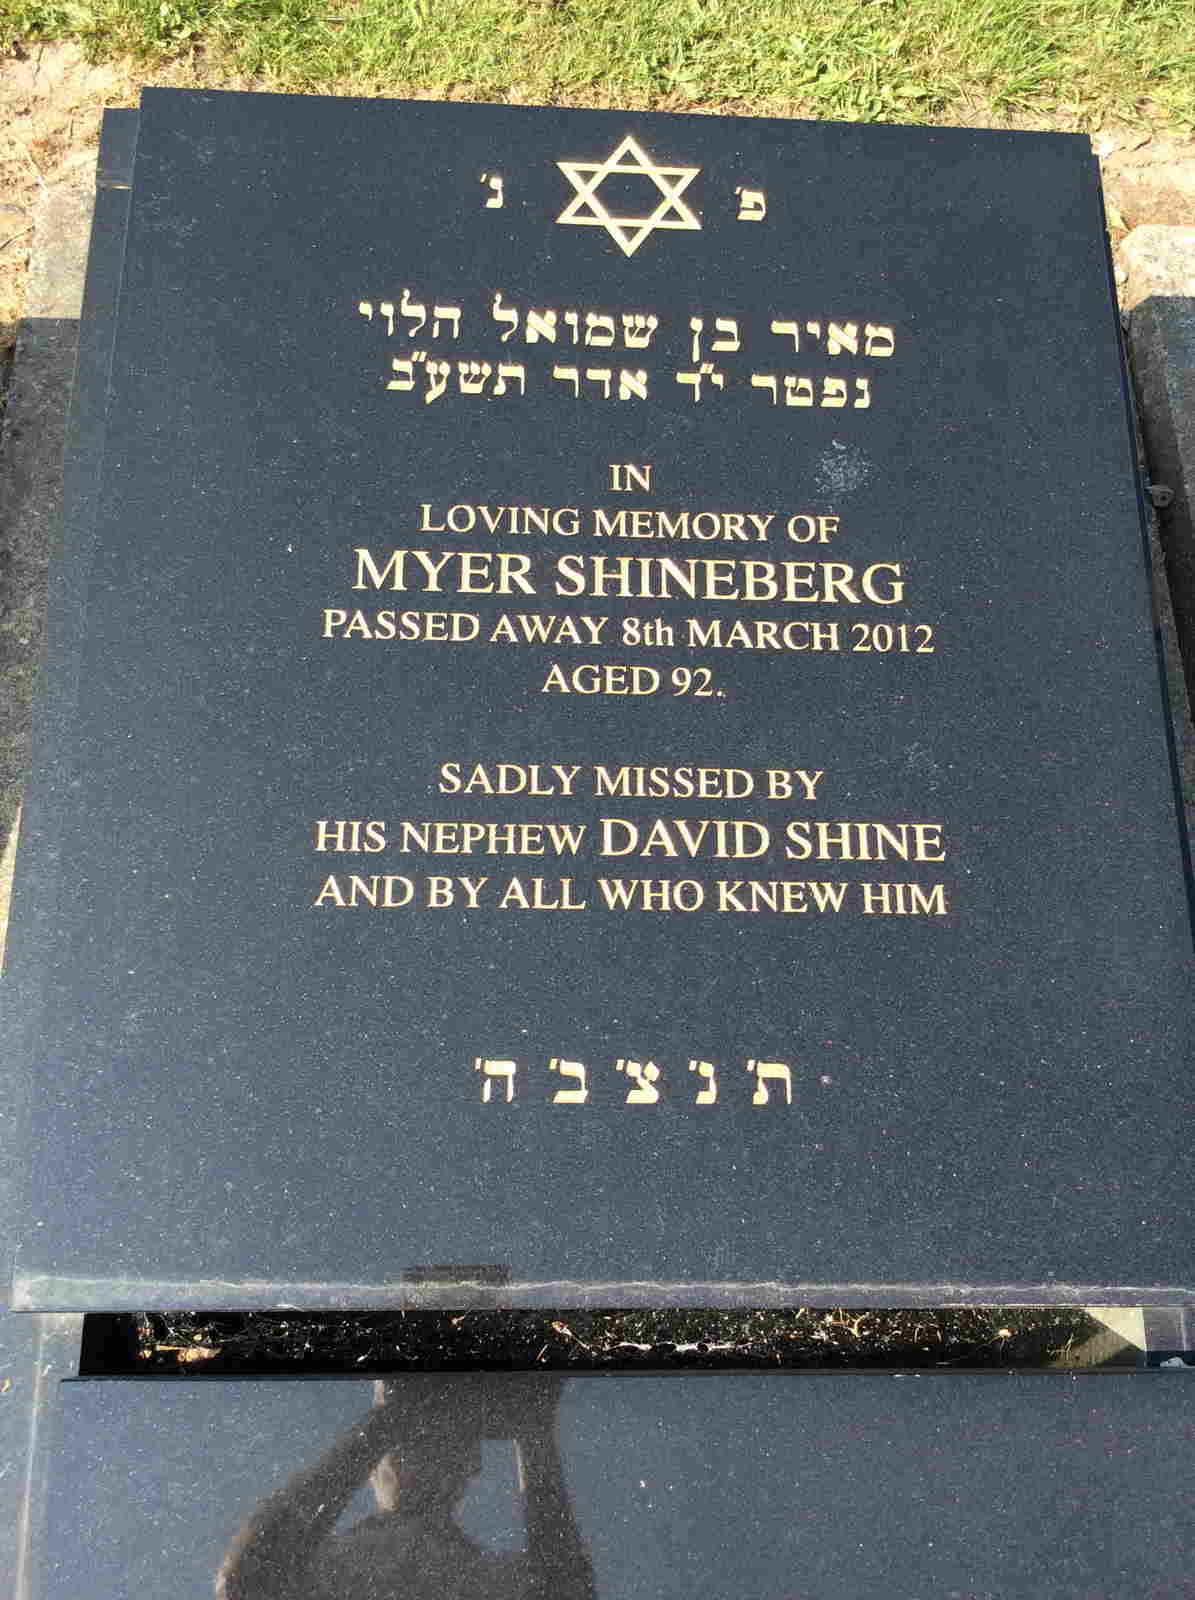 פ' נ'
מאיר בן שמואל הלוי
נפטר י"ד אדר תשע"ב
IN
LOVING MEMORY OF
MYER SHINEBERG
PASSED AWAY 8th MARCH 2012
AGED 92.
SADLY MISSED BY
HIS NEPHEW DAVID SHINE
AND BY ALL WHO KNEW HIM
ת' נ' צ' ב' ה'